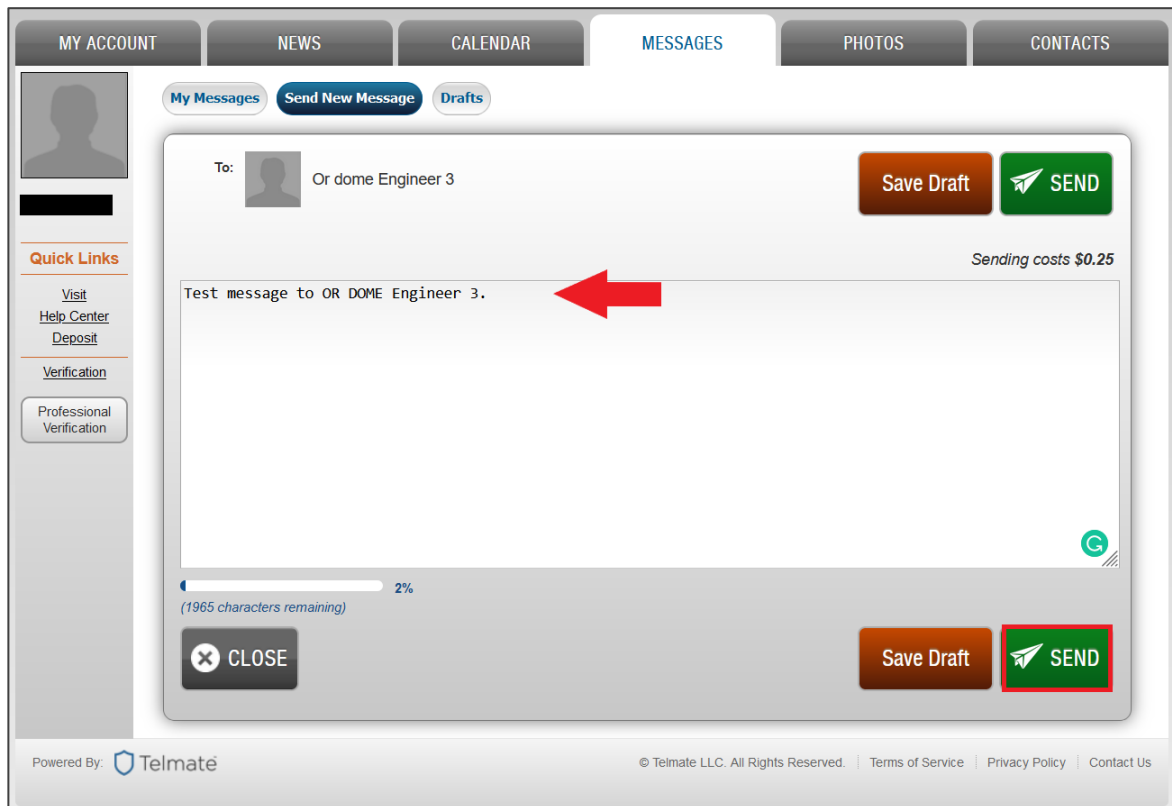 MY ACCOUNT
NEWS
CALENDAR
MESSAGES
PHOTOS
CONTACTS
My Messages
Send New Message
Drafts
To:
Or dome Engineer 3
Save Draft
SEND
Quick Links
Visit
Help Center
Deposit
Verification
Professional
Verification
Sending costs $0.25
Test message to OR DOME Engineer 3.
G
2%
(1965 characters remaining)
CLOSE
Save Draft
SEND
Powered By: Telmate
© Telmate LLC. All Rights Reserved.
Terms of Service
Privacy Policy
Contact Us